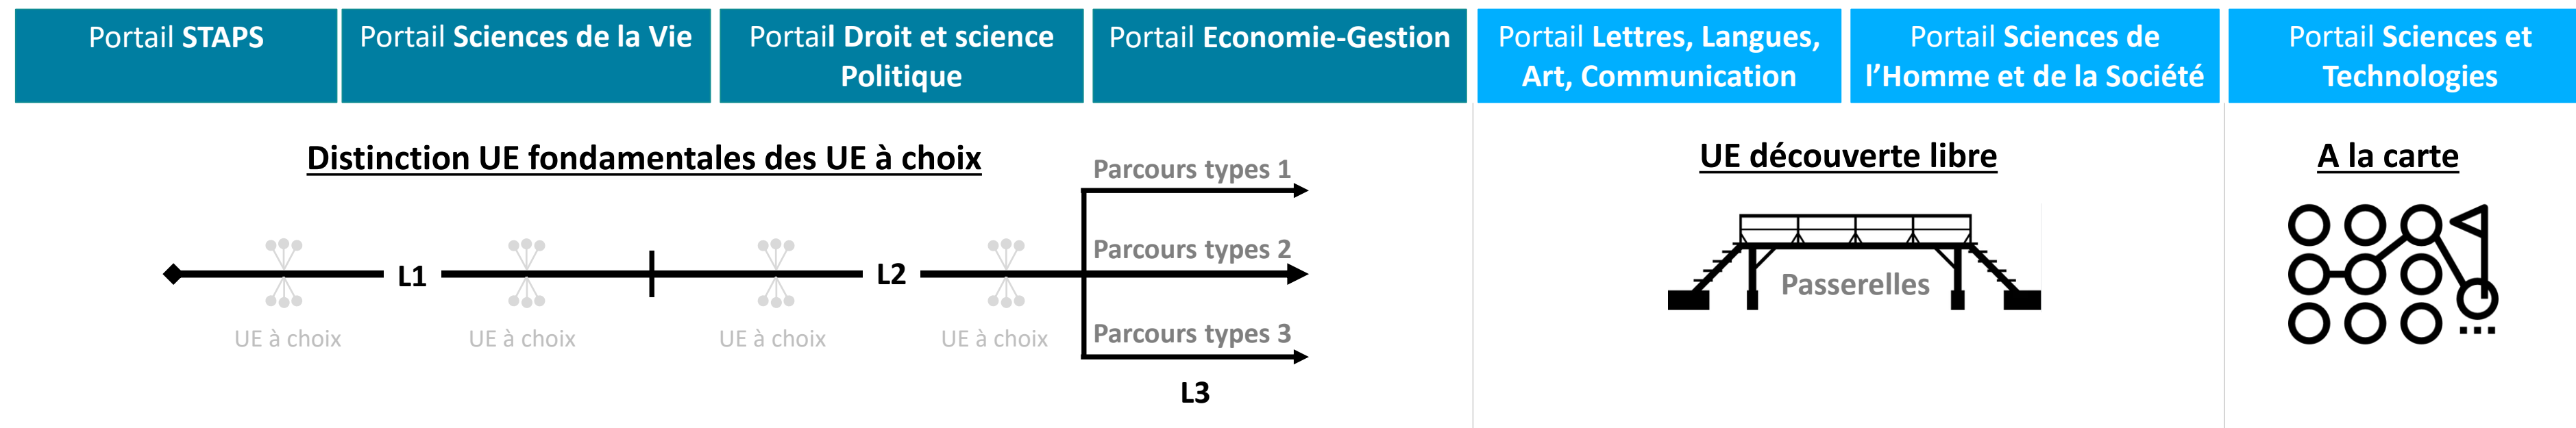 Portail STAPS
Portail Sciences de la Vie
Portail Droit et science
Politique
Portail Economie-Gestion
Portail Lettres, Langues,
Art, Communication
Portail Sciences de
l’Homme et de la Société
Portail Sciences et
Technologies
Distinction UE fondamentales des UE à choix
Parcours types 1
Parcours types 2
Parcours types 3
L1
L2
L3
UE à choix
UE à choix
UE à choix
UE à choix
UE découverte libre
Passerelles
A la carte
...